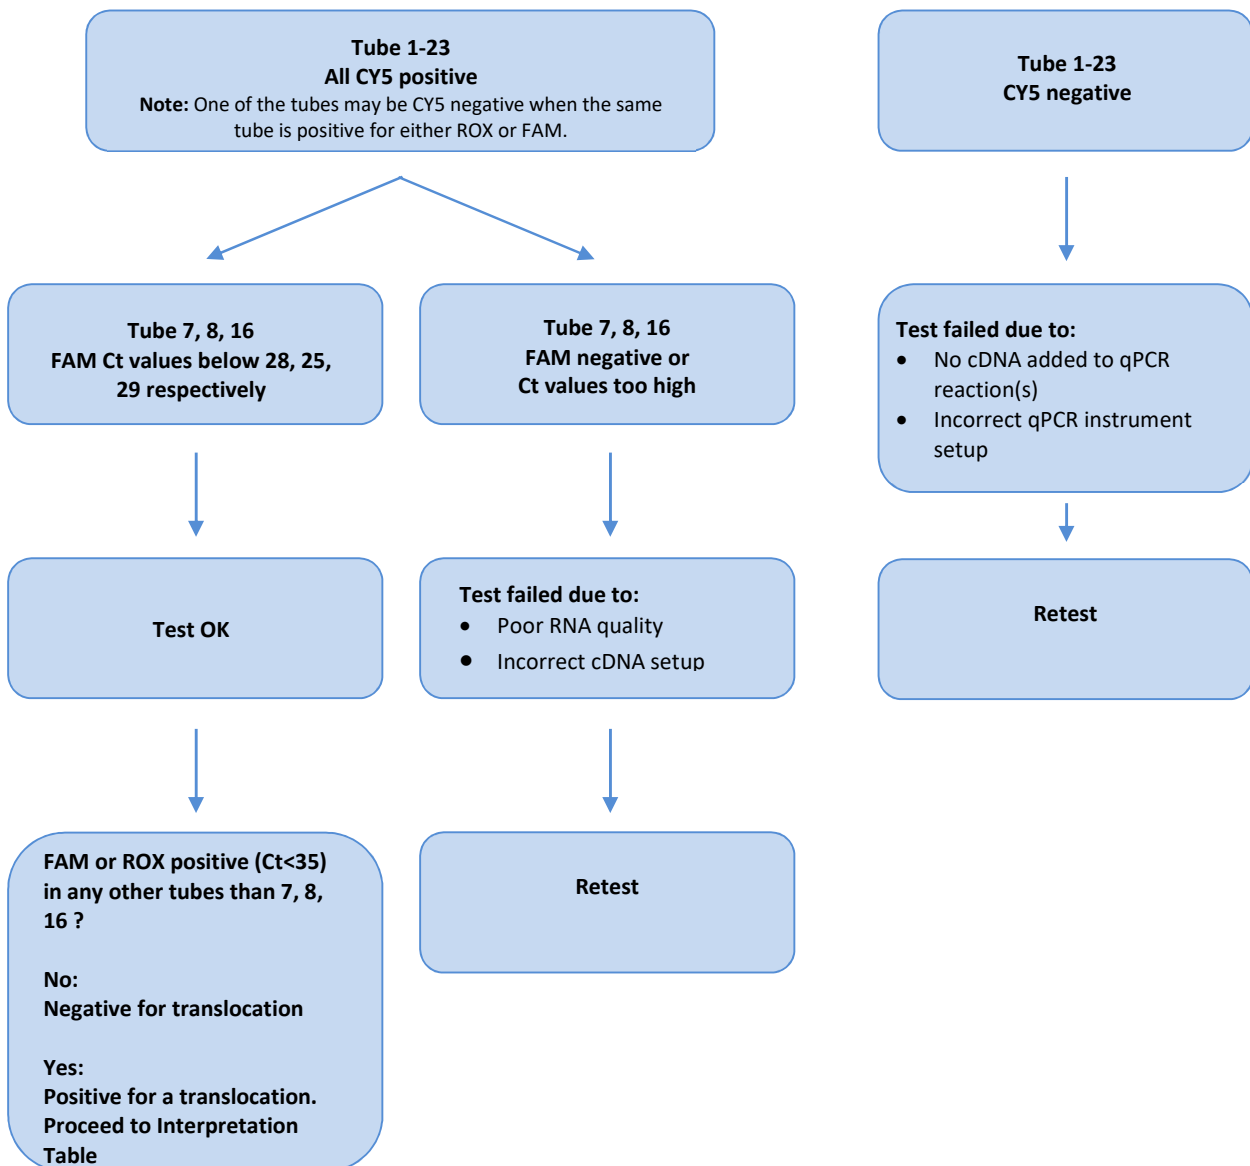 Tube 1-23
All CY5 positive
Note: One of the tubes may be CY5 negative when the same
tube is positive for either ROX or FAM.
Tube 1-23
CY5 negative
Tube 7, 8, 16
FAM Ct values below 28, 25,
29 respectively
Tube 7, 8, 16
FAM negative or
Ct values too high
Test failed due to:
• No cDNA added to qPCR
reaction(s)
• Incorrect qPCR instrument
setup
Test OK
Test failed due to:
• Poor RNA quality
• Incorrect cDNA setup
Retest
FAM or ROX positive (Ct<35)
in any other tubes than 7, 8,
16 ?
No:
Negative for translocation
Yes:
Positive for a translocation.
Proceed to Interpretation
Table
Retest